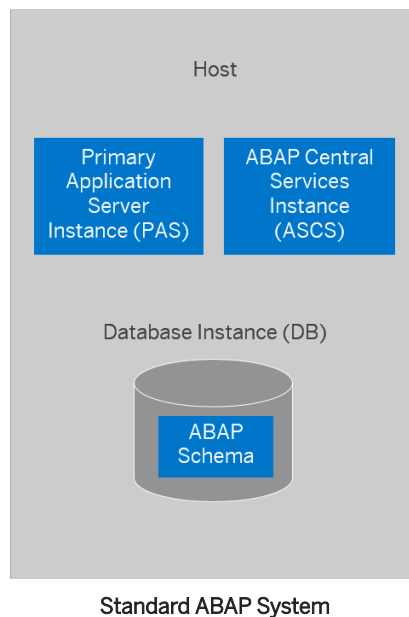 Host
Primary
Application
Server
Instance (PAS)
ABAP Central
Services
Instance
(ASCS)
Database Instance (DB)
ABAP
Schema
Standard ABAP System